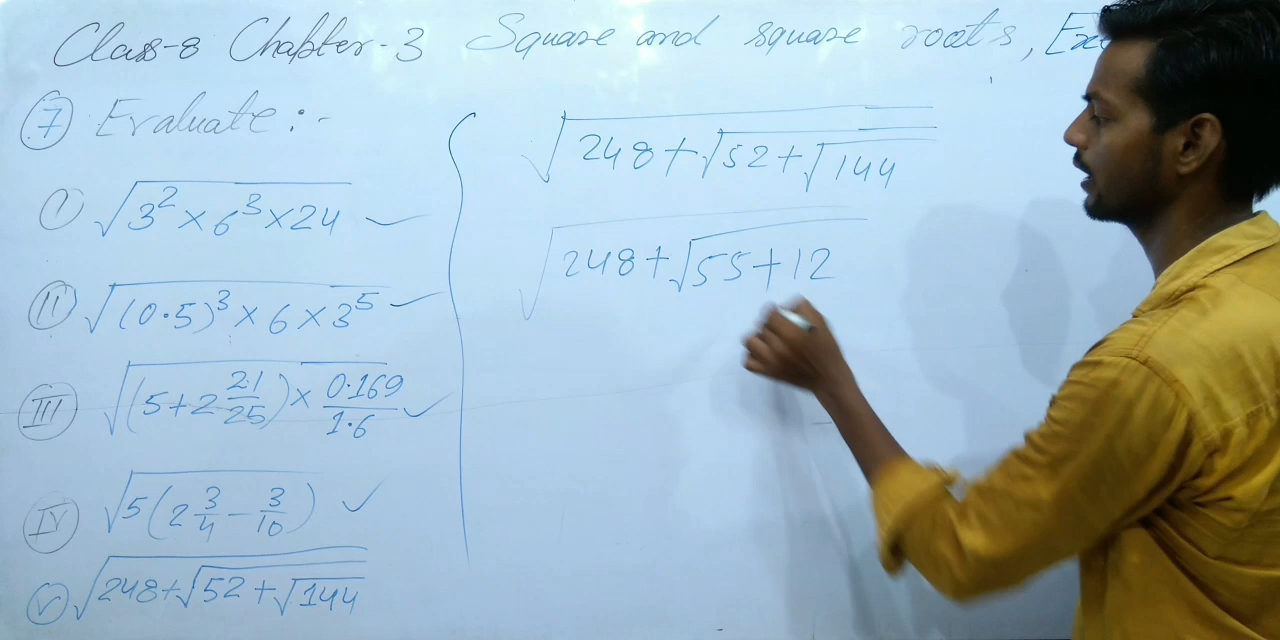 Class-8 Chapter-3 Square and square roots,
7 Evaluate :-
I √(3² × 6³ × 24) ✓
II √((0.5)³ × 6 × 3⁵) ✓
III √((5 + 2 21/25) × 0.169/1.6) ✓
IV √(5(2 3/4 - 3/10)) ✓
V √(248 + √(52 + √144))
√(248 + √(52 + √144))
√(248 + √(55 + 12))